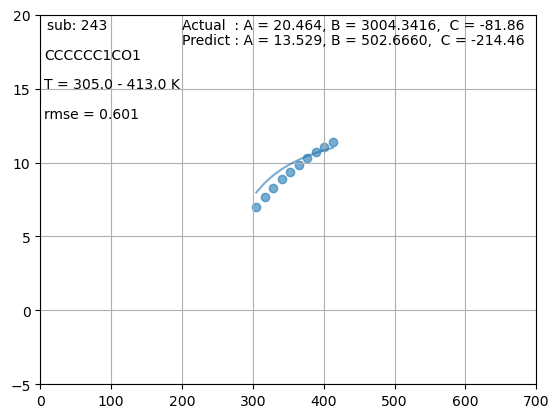 sub: 243
Actual  : A = 20.464, B = 3004.3416,  C = -81.86
Predict : A = 13.529, B = 502.6660,  C = -214.46
CCCCCC1CO1
T = 305.0 - 413.0 K
rmse = 0.601
20
15
10
5
0
−5
0 100 200 300 400 500 600 700